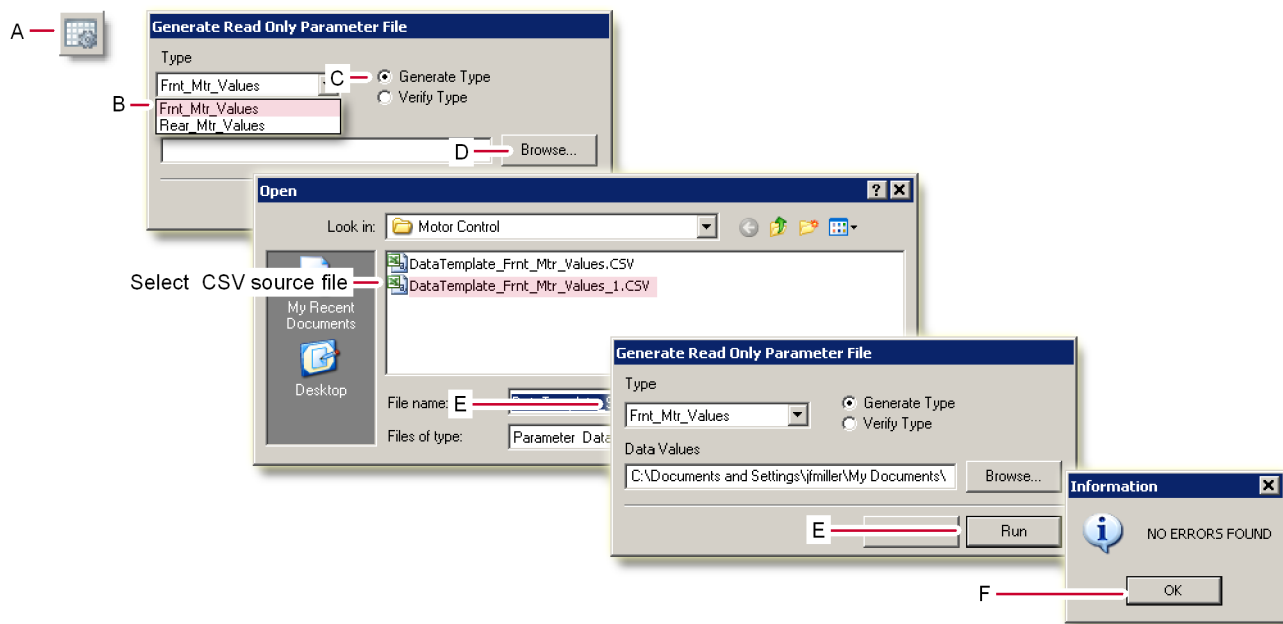 A
Generate Read Only Parameter File
Type
Frnt_Mtr_Values
C
Generate Type
Verify Type
B
Frnt_Mtr_Values
Rear_Mtr_Values
D
Browse...
Open
Look in:
Motor Control
Select CSV source file
DataTemplate_Frnt_Mtr_Values.CSV
DataTemplate_Frnt_Mtr_Values_1.CSV
My Recent
Documents
Desktop
File name:
E
Files of type:
Parameter Data
Generate Read Only Parameter File
Type
Frnt_Mtr_Values
Generate Type
Verify Type
Data Values
C:\Documents and Settings\jfmiller\My Documents\
Browse...
E
Run
Information
NO ERRORS FOUND
F
OK